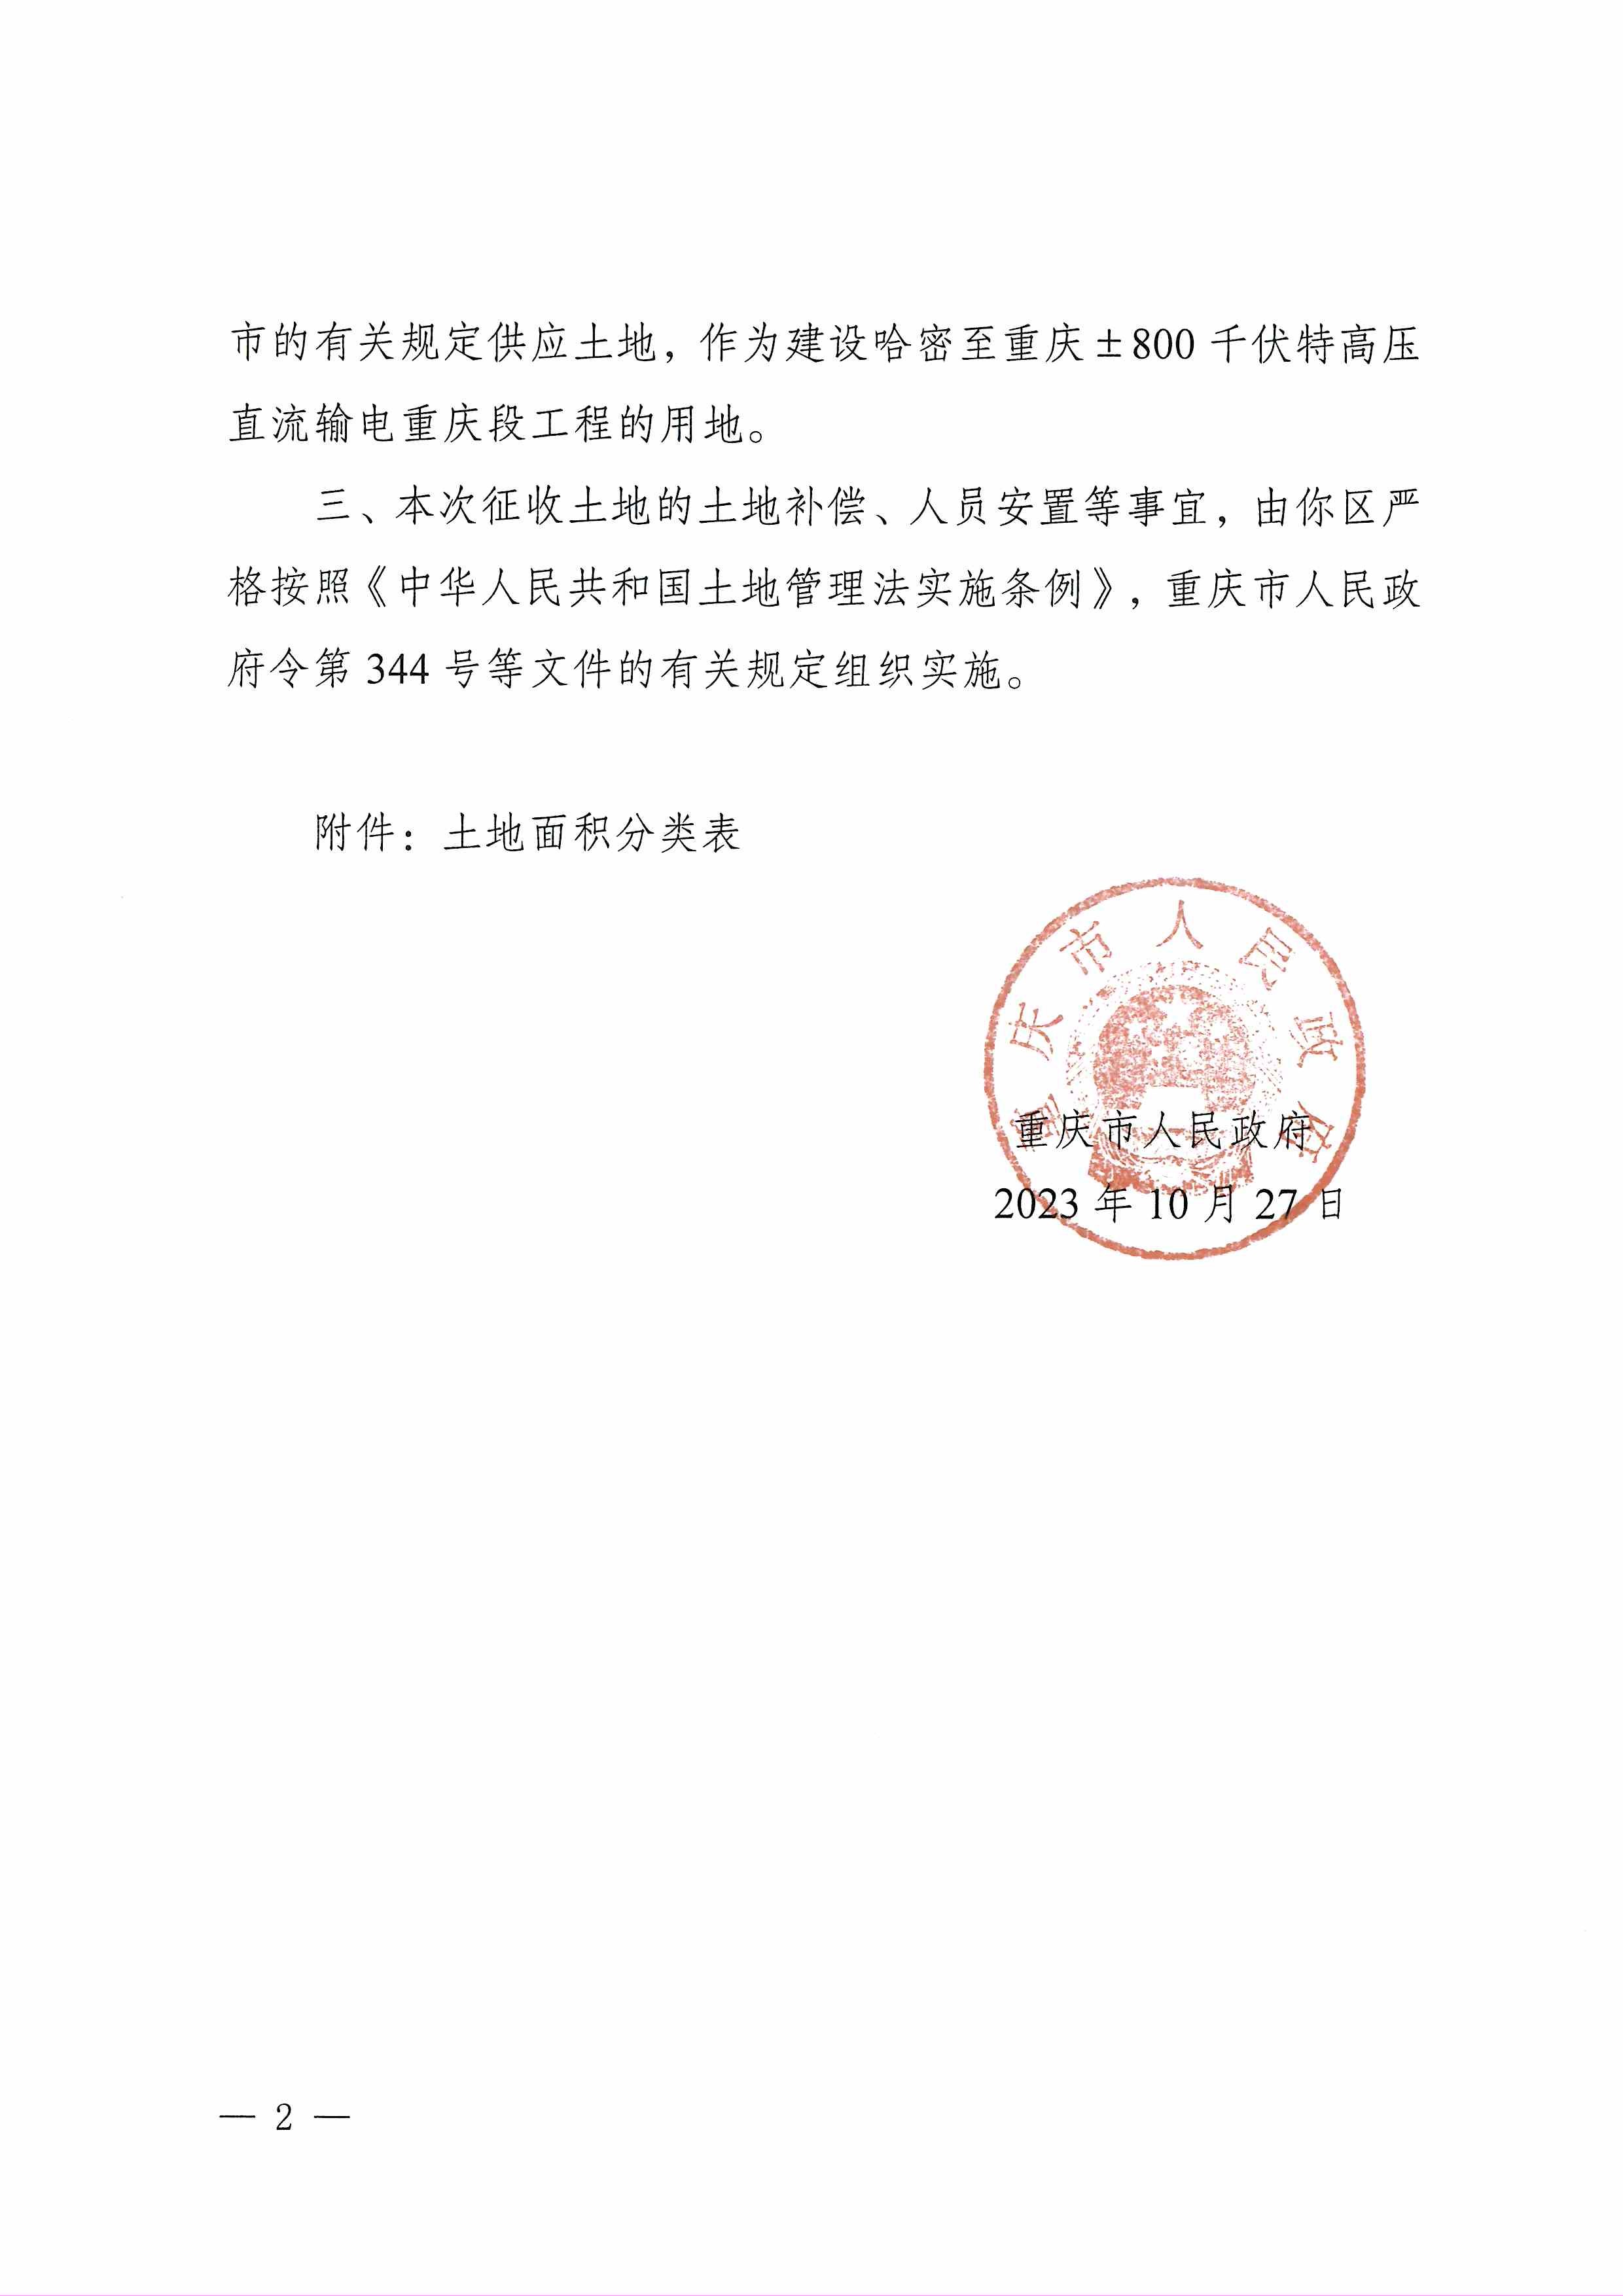 市的有关规定供应土地，作为建设哈密至重庆±800千伏特高压
直流输电重庆段工程的用地。
三、本次征收土地的土地补偿、人员安置等事宜，由你区严
格按照《中华人民共和国土地管理法实施条例》，重庆市人民政
府令第344号等文件的有关规定组织实施。
附件：土地面积分类表
重庆市人民政府
重庆市人民政府
2023年10月27日
— 2 —